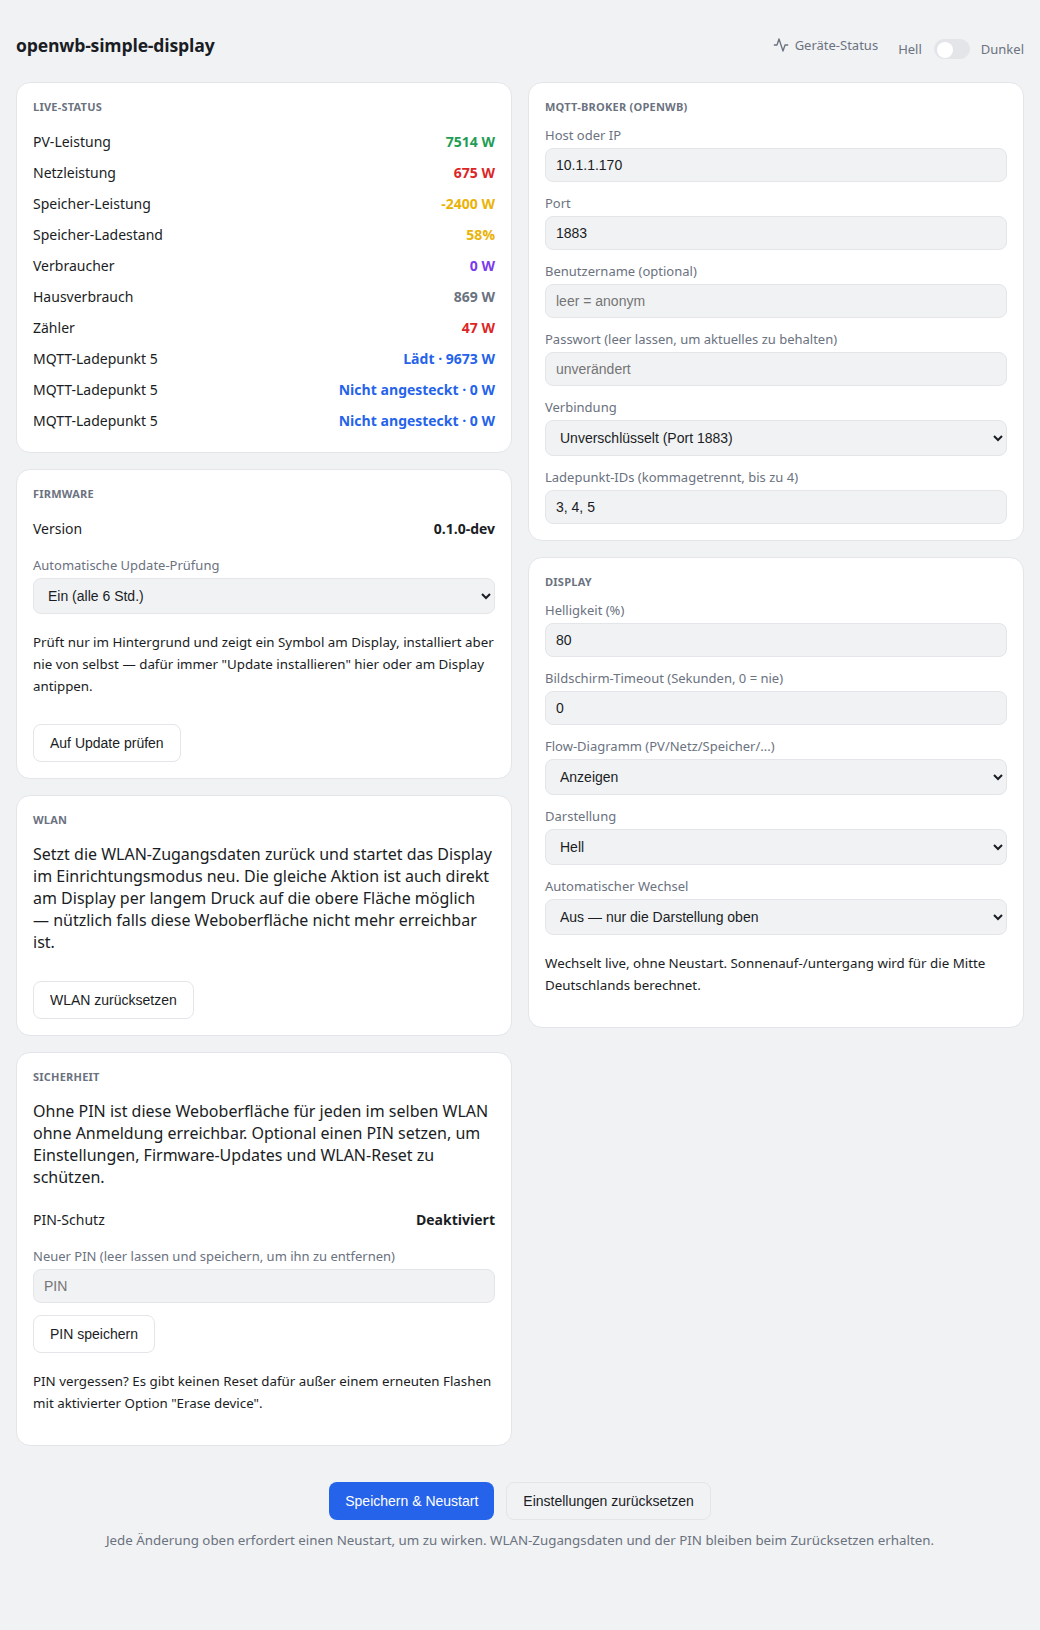 openwb-simple-display
Geräte-Status
Hell
Dunkel
LIVE-STATUS
PV-Leistung 7514 W
Netzleistung 675 W
Speicher-Leistung -2400 W
Speicher-Ladestand 58%
Verbraucher 0 W
Hausverbrauch 869 W
Zähler 47 W
MQTT-Ladepunkt 5 Lädt · 9673 W
MQTT-Ladepunkt 5 Nicht angesteckt · 0 W
MQTT-Ladepunkt 5 Nicht angesteckt · 0 W
FIRMWARE
Version 0.1.0-dev
Automatische Update-Prüfung
Ein (alle 6 Std.)
Prüft nur im Hintergrund und zeigt ein Symbol am Display, installiert aber
nie von selbst — dafür immer "Update installieren" hier oder am Display
antippen.
Auf Update prüfen
WLAN
Setzt die WLAN-Zugangsdaten zurück und startet das Display
im Einrichtungsmodus neu. Die gleiche Aktion ist auch direkt
am Display per langem Druck auf die obere Fläche möglich
— nützlich falls diese Weboberfläche nicht mehr erreichbar
ist.
WLAN zurücksetzen
SICHERHEIT
Ohne PIN ist diese Weboberfläche für jeden im selben WLAN
ohne Anmeldung erreichbar. Optional einen PIN setzen, um
Einstellungen, Firmware-Updates und WLAN-Reset zu
schützen.
PIN-Schutz Deaktiviert
Neuer PIN (leer lassen und speichern, um ihn zu entfernen)
PIN
PIN speichern
PIN vergessen? Es gibt keinen Reset dafür außer einem erneuten Flashen
mit aktivierter Option "Erase device".
MQTT-BROKER (OPENWB)
Host oder IP
10.1.1.170
Port
1883
Benutzername (optional)
leer = anonym
Passwort (leer lassen, um aktuelles zu behalten)
unverändert
Verbindung
Unverschlüsselt (Port 1883)
Ladepunkt-IDs (kommagetrennt, bis zu 4)
3, 4, 5
DISPLAY
Helligkeit (%)
80
Bildschirm-Timeout (Sekunden, 0 = nie)
0
Flow-Diagramm (PV/Netz/Speicher/...)
Anzeigen
Darstellung
Hell
Automatischer Wechsel
Aus — nur die Darstellung oben
Wechselt live, ohne Neustart. Sonnenauf-/untergang wird für die Mitte
Deutschlands berechnet.
Speichern & Neustart
Einstellungen zurücksetzen
Jede Änderung oben erfordert einen Neustart, um zu wirken. WLAN-Zugangsdaten und der PIN bleiben beim Zurücksetzen erhalten.